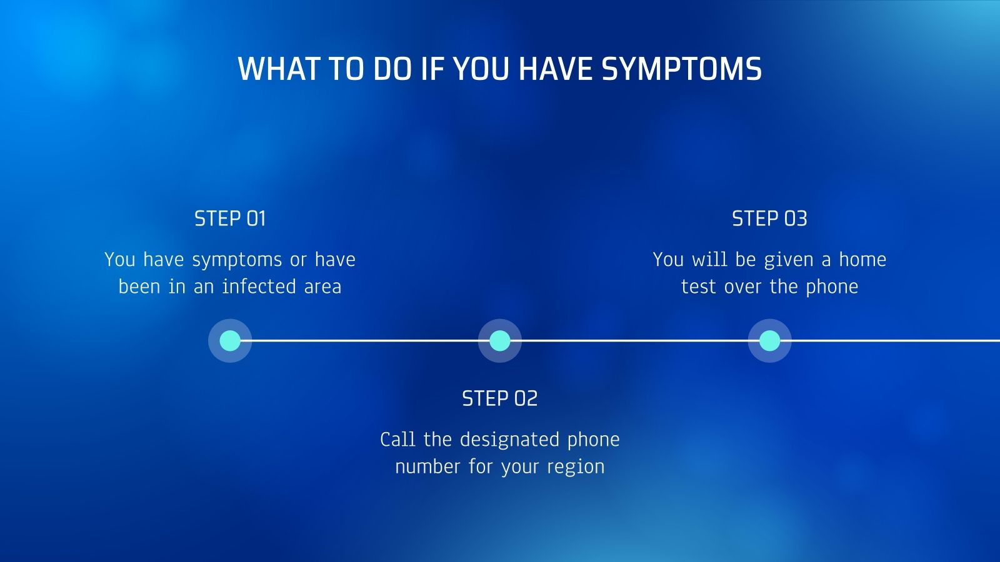 WHAT TO DO IF YOU HAVE SYMPTOMS
STEP 01
You have symptoms or have
been in an infected area
STEP 02
Call the designated phone
number for your region
STEP 03
You will be given a home
test over the phone